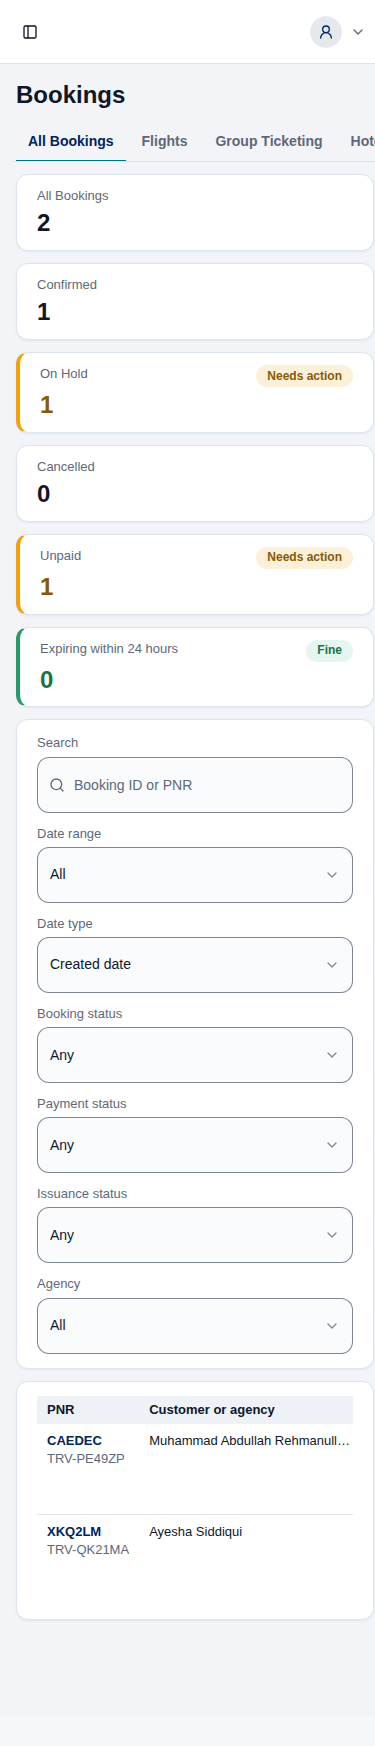 Bookings
All Bookings Flights Group Ticketing Hot
All Bookings
2
Confirmed
1
On Hold Needs action
1
Cancelled
0
Unpaid Needs action
1
Expiring within 24 hours Fine
0
Search
Booking ID or PNR
Date range
All
Date type
Created date
Booking status
Any
Payment status
Any
Issuance status
Any
Agency
All
PNR Customer or agency
CAEDEC Muhammad Abdullah Rehmanull…
TRV-PE49ZP
XKQ2LM Ayesha Siddiqui
TRV-QK21MA